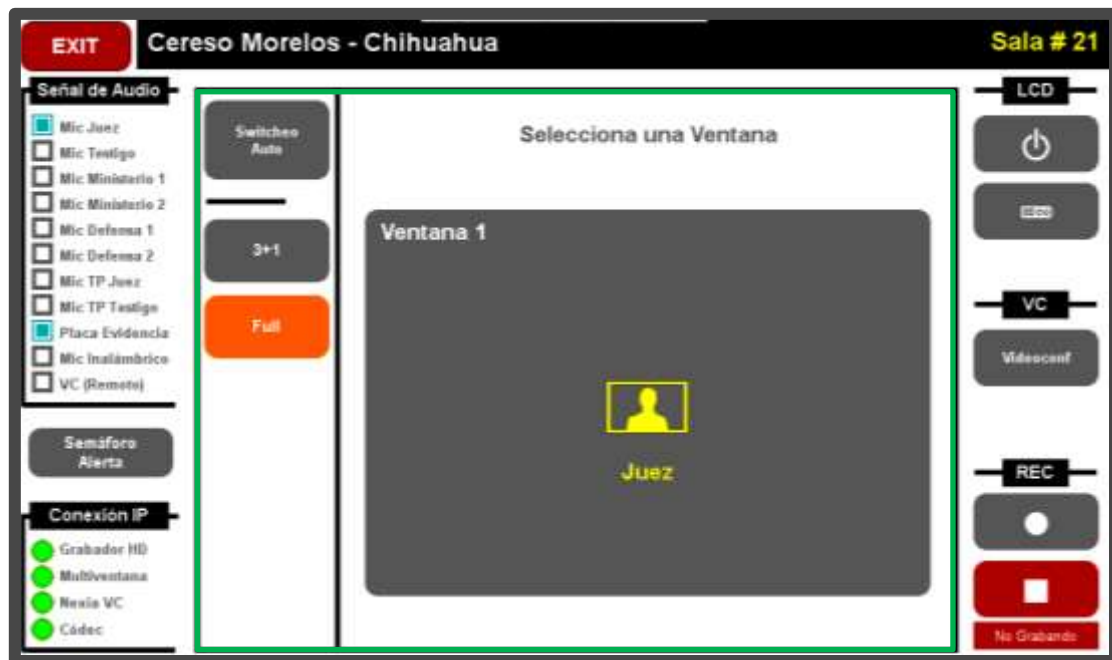 EXIT
Cereso Morelos - Chihuahua
Sala # 21
Señal de Audio
Mic Juez
Mic Testigo
Mic Ministerio 1
Mic Ministerio 2
Mic Defensa 1
Mic Defensa 2
Mic TP Juez
Mic TP Testigo
Placa Evidencia
Mic Inalámbrico
VC (Remoto)
Semáforo
Alerta
Conexión IP
Grabador HD
Multiventana
Nexia VC
Códec
Switcheo
Auto
3+1
Full
Selecciona una Ventana
Ventana 1
Juez
LCD
VC
Videoconf
REC
No Grabando